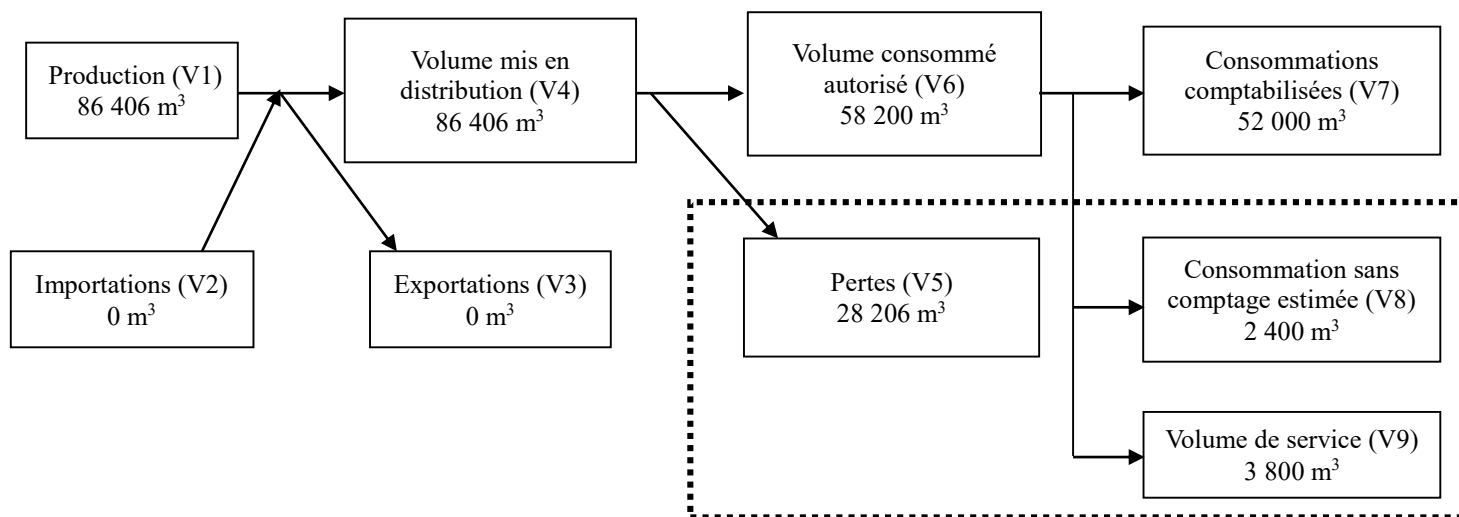 Production (V1)
86 406 m³
Volume mis en
distribution (V4)
86 406 m³
Volume consommé
autorisé (V6)
58 200 m³
Consommations
comptabilisées (V7)
52 000 m³
Importations (V2)
0 m³
Exportations (V3)
0 m³
Pertes (V5)
28 206 m³
Consommation sans
comptage estimée (V8)
2 400 m³
Volume de service (V9)
3 800 m³